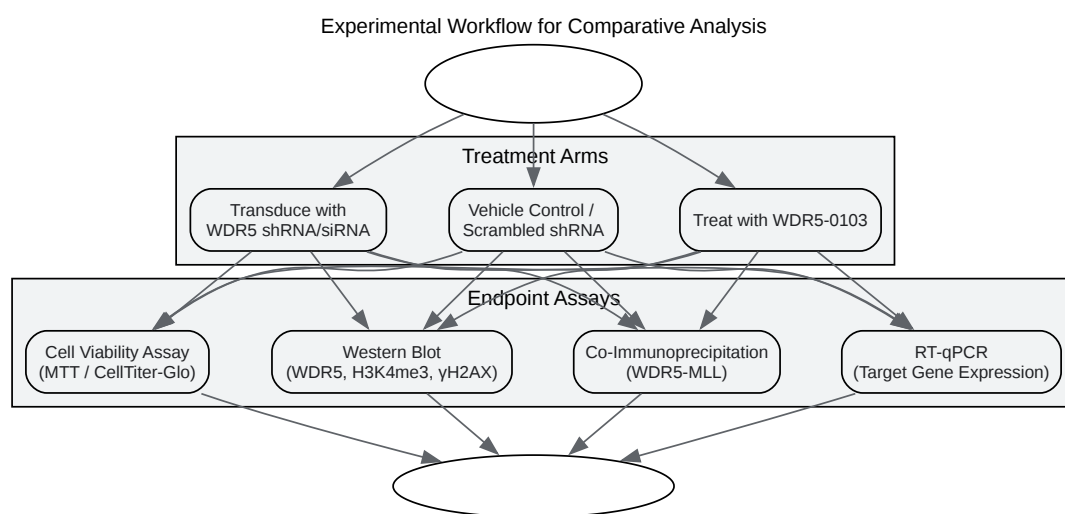 Experimental Workflow for Comparative Analysis
Treatment Arms
Transduce with
WDR5 shRNA/siRNA
Vehicle Control /
Scrambled shRNA
Treat with WDR5-0103
Endpoint Assays
Cell Viability Assay
(MTT / CellTiter-Glo)
Western Blot
(WDR5, H3K4me3, γH2AX)
Co-Immunoprecipitation
(WDR5-MLL)
RT-qPCR
(Target Gene Expression)